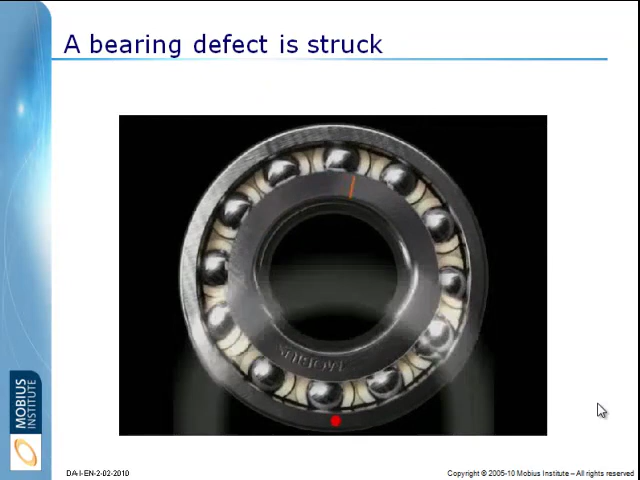 A bearing defect is struck
MOBIUS
MOBIUS
INSTITUTE
DA-I-EN-2-02-2010
Copyright © 2005-10 Mobius Institute – All rights reserved